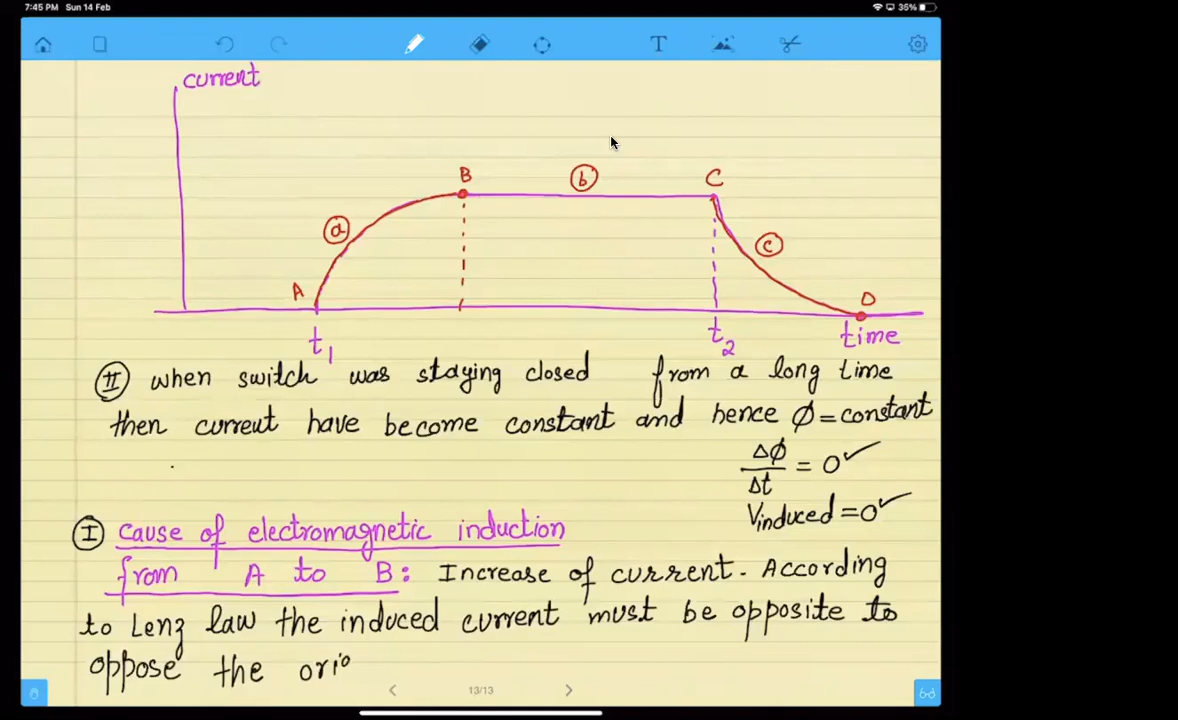 7:45 PM Sun 14 Feb
35%
T
current
B
b
C
a
c
A
D
t1
t2
time
II when switch was staying closed from a long time
then current have become constant and hence ϕ = constant
Δϕ/Δt = 0 ✓
Vinduced = 0 ✓
I cause of electromagnetic induction
from A to B: Increase of current. According
to Lenz law the induced current must be opposite to
oppose the orio
13/13